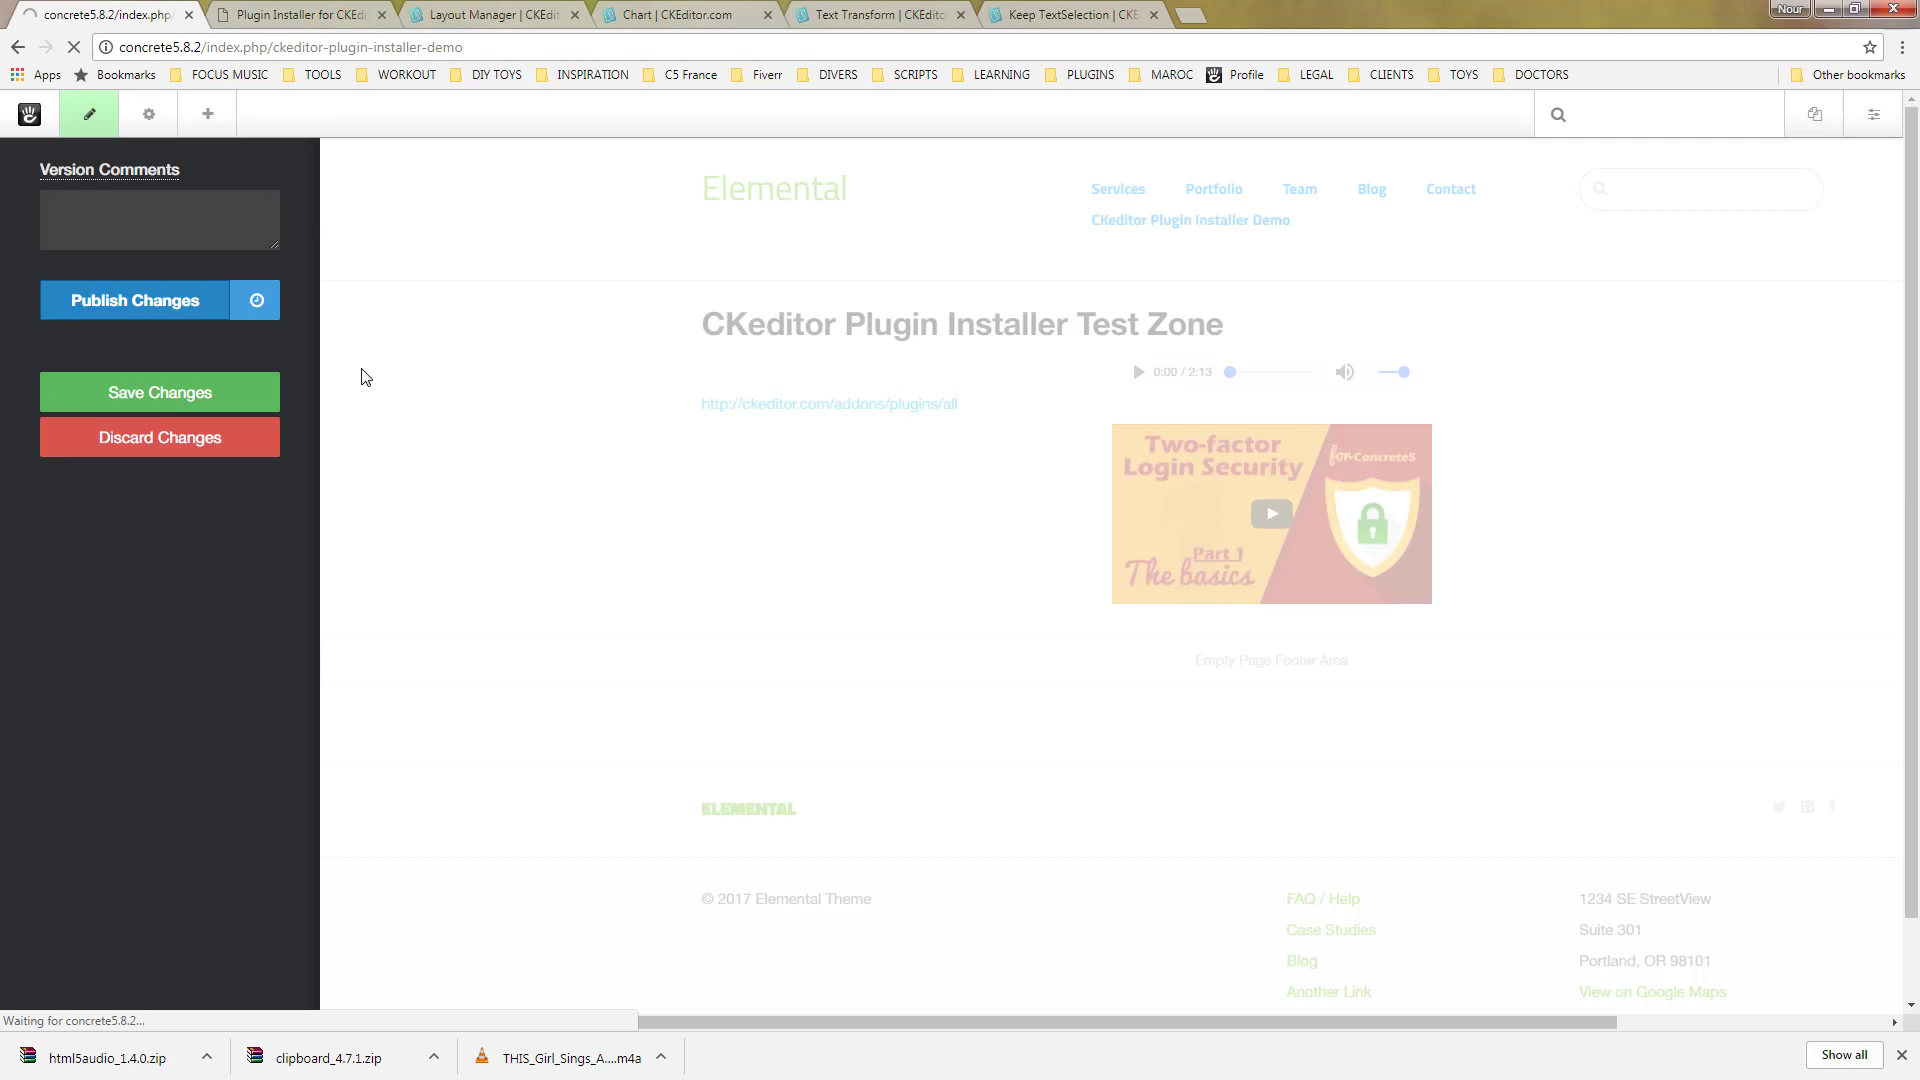 concrete5.8.2/index.php/
Plugin Installer for CKEdi
Layout Manager | CKEdit
Chart | CKEditor.com
Text Transform | CKEdito
Keep TextSelection | CKE
Nour
concrete5.8.2/index.php/ckeditor-plugin-installer-demo
Apps
Bookmarks
FOCUS MUSIC
TOOLS
WORKOUT
DIY TOYS
INSPIRATION
C5 France
Fiverr
DIVERS
SCRIPTS
LEARNING
PLUGINS
MAROC
Profile
LEGAL
CLIENTS
TOYS
DOCTORS
Other bookmarks
Version Comments
Publish Changes
Save Changes
Discard Changes
Elemental
Services
Portfolio
Team
Blog
Contact
CKeditor Plugin Installer Demo
CKeditor Plugin Installer Test Zone
0:00 / 2:13
http://ckeditor.com/addons/plugins/all
Two-factor
Login Security
for Concrete5
Part 1
The basics
Empty Page Footer Area
ELEMENTAL
© 2017 Elemental Theme
FAQ / Help
Case Studies
Blog
Another Link
1234 SE StreetView
Suite 301
Portland, OR 98101
View on Google Maps
Waiting for concrete5.8.2...
html5audio_1.4.0.zip
clipboard_4.7.1.zip
THIS_Girl_Sings_A....m4a
Show all